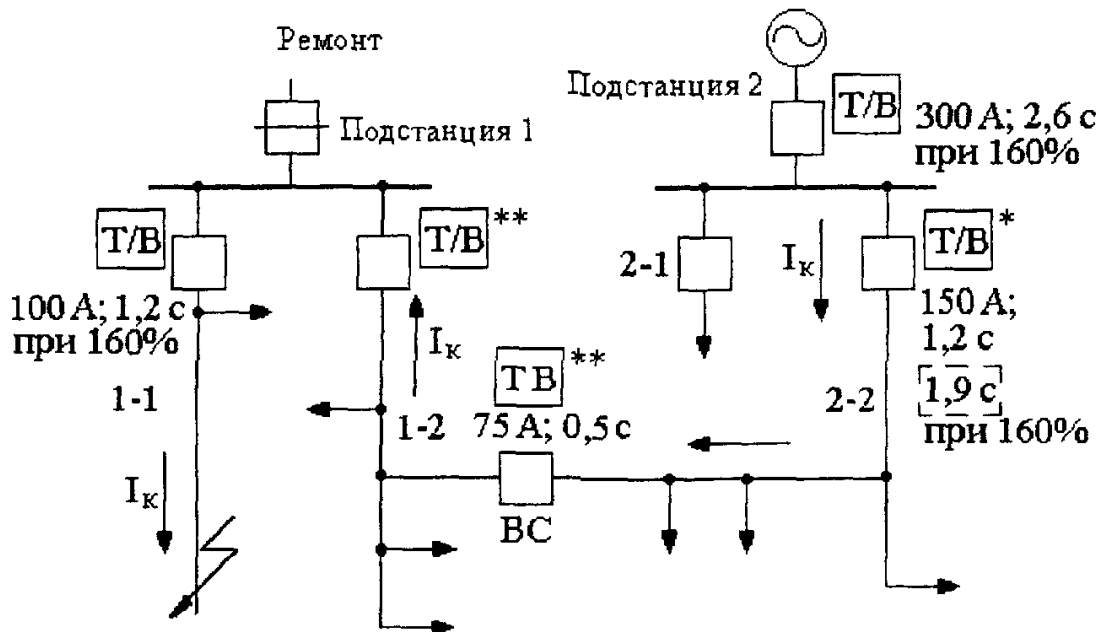 Ремонт
Подстанция 1
Подстанция 2
Т/В
300 А; 2,6 с
при 160%
Т/В
100 А; 1,2 с
при 160%
1-1
Iк
Т/В**
Iк
1-2
Т В**
75 А; 0,5 с
ВС
2-1
Iк
Т/В*
150 А;
1,2 с
1,9 с
при 160%
2-2